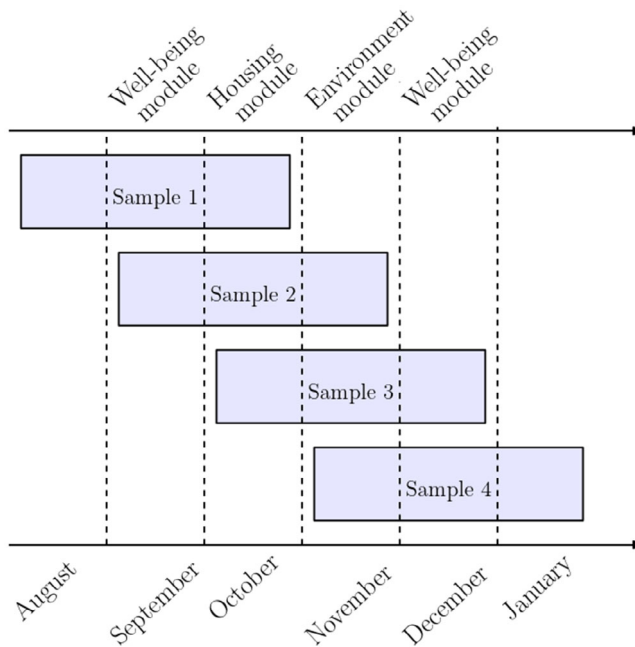 Well-being
module
Housing
module
Environment
module
Well-being
module
Sample 1
Sample 2
Sample 3
Sample 4
August
September
October
November
December
January